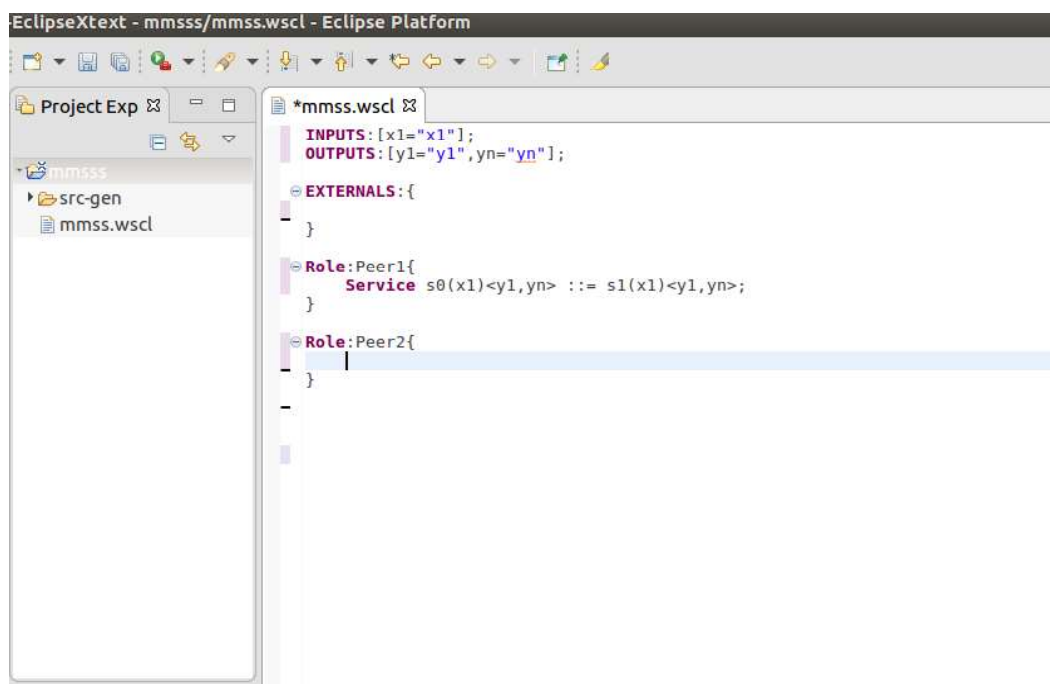 -EclipseXtext - mmsss/mmss.wscl - Eclipse Platform
Project Exp
*mmss.wscl
mmsss
src-gen
mmss.wscl
INPUTS:[x1="x1"];
OUTPUTS:[y1="y1",yn="yn"];
EXTERNALS:{
}
Role:Peer1{
Service s0(x1)<y1,yn> ::= s1(x1)<y1,yn>;
}
Role:Peer2{
}